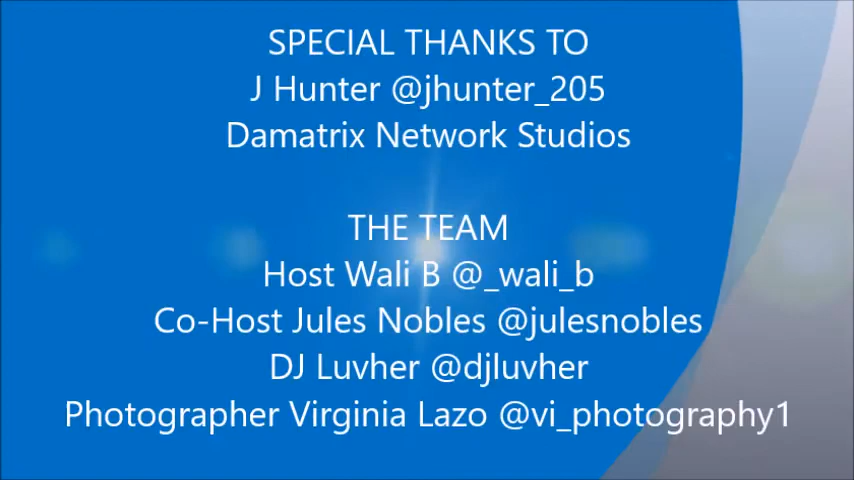 SPECIAL THANKS TO
J Hunter @jhunter_205
Damatrix Network Studios
THE TEAM
Host Wali B @_wali_b
Co-Host Jules Nobles @julesnobles
DJ Luvher @djluvher
Photographer Virginia Lazo @vi_photography1